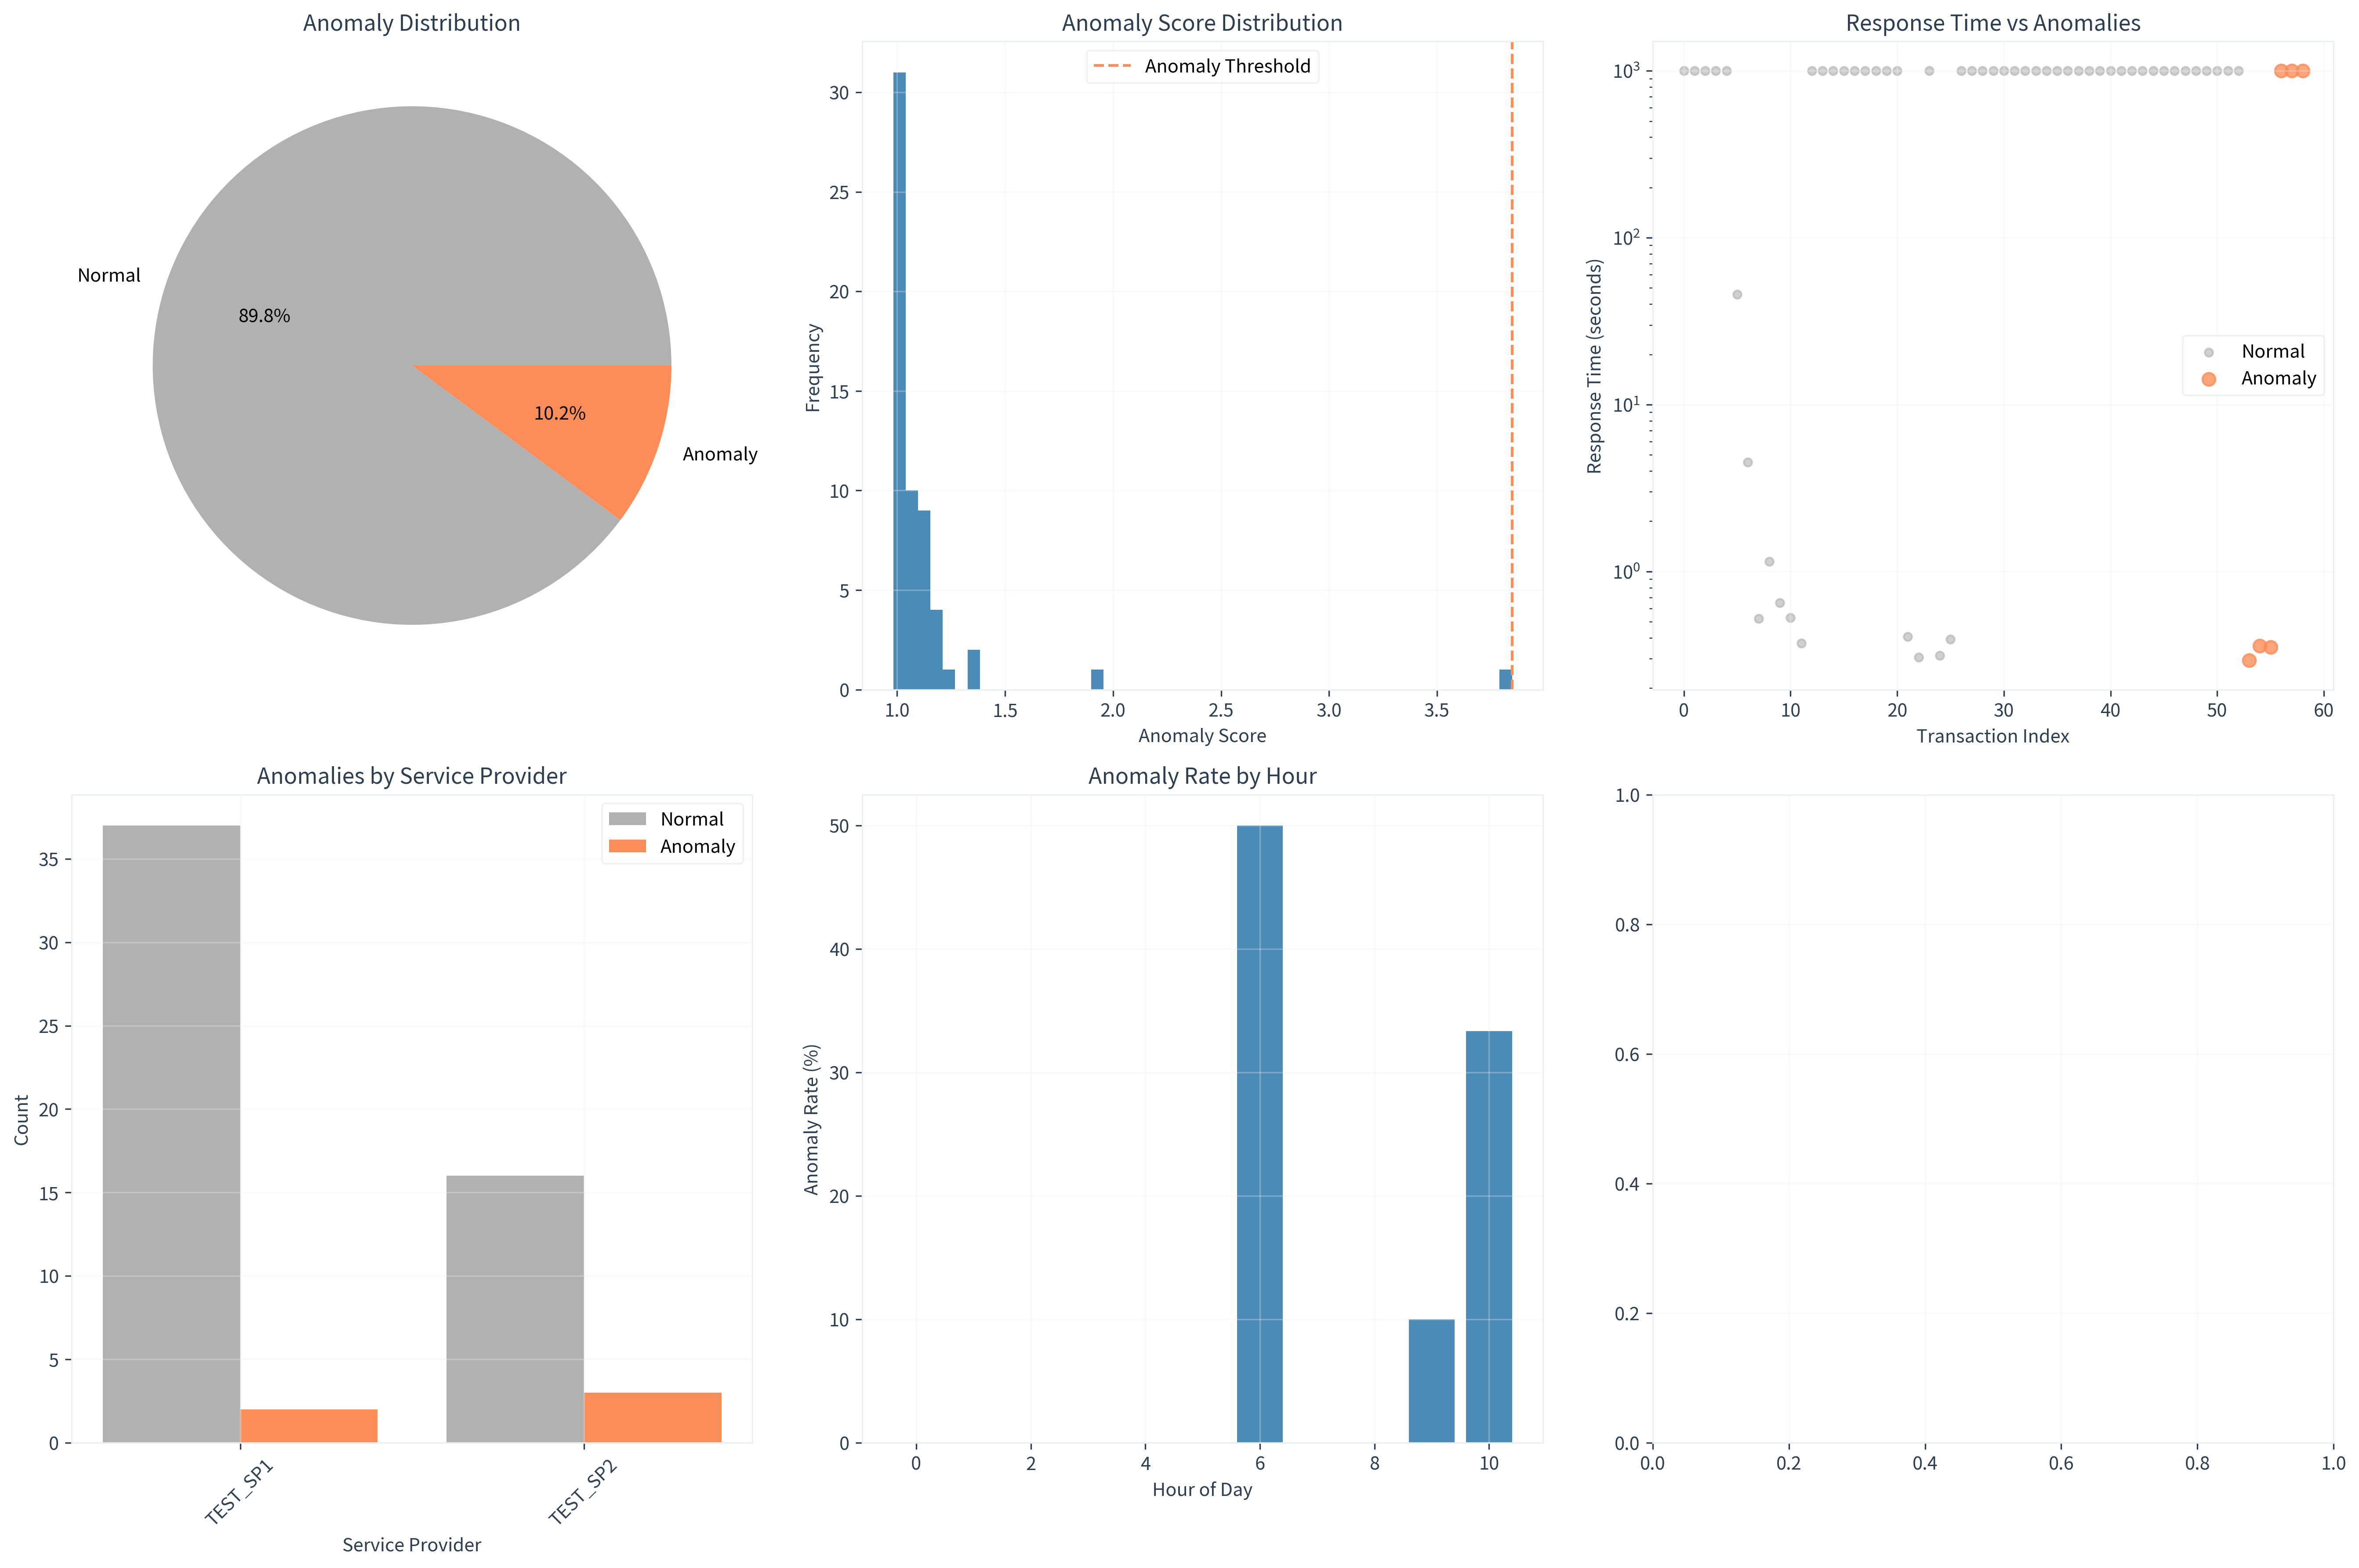 Anomaly Distribution
Normal
89.8%
10.2%
Anomaly
Anomaly Score Distribution
Anomaly Threshold
Frequency
30
25
20
15
10
5
0
1.0 1.5 2.0 2.5 3.0 3.5
Anomaly Score
Response Time vs Anomalies
Response Time (seconds)
10³
10²
10¹
10⁰
Normal
Anomaly
0 10 20 30 40 50 60
Transaction Index
Anomalies by Service Provider
Normal
Anomaly
Count
35
30
25
20
15
10
5
0
TEST_SP1
TEST_SP2
Service Provider
Anomaly Rate by Hour
Anomaly Rate (%)
50
40
30
20
10
0
0 2 4 6 8 10
Hour of Day
1.0
0.8
0.6
0.4
0.2
0.0
0.0 0.2 0.4 0.6 0.8 1.0